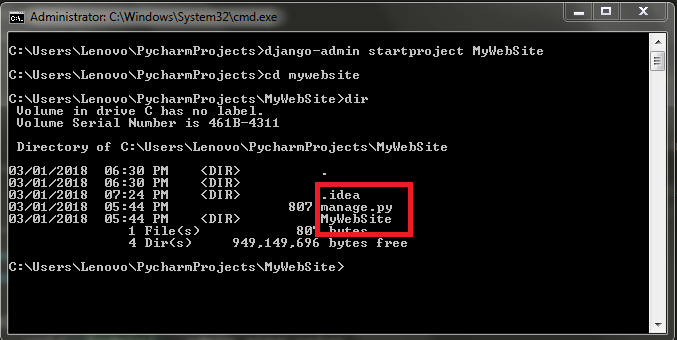 Administrator: C:\Windows\System32\cmd.exe
C:\Users\Lenovo\PycharmProjects>django-admin startproject MyWebSite
C:\Users\Lenovo\PycharmProjects>cd mywebsite
C:\Users\Lenovo\PycharmProjects\MyWebSite>dir
Volume in drive C has no label.
Volume Serial Number is 461B-4311
Directory of C:\Users\Lenovo\PycharmProjects\MyWebSite
03/01/2018 06:30 PM <DIR> .
03/01/2018 06:30 PM <DIR>
03/01/2018 07:24 PM <DIR> .idea
03/01/2018 05:44 PM 807 manage.py
03/01/2018 05:44 PM <DIR> MyWebSite
1 File(s) 807 bytes
4 Dir(s) 949,149,696 bytes free
C:\Users\Lenovo\PycharmProjects\MyWebSite>